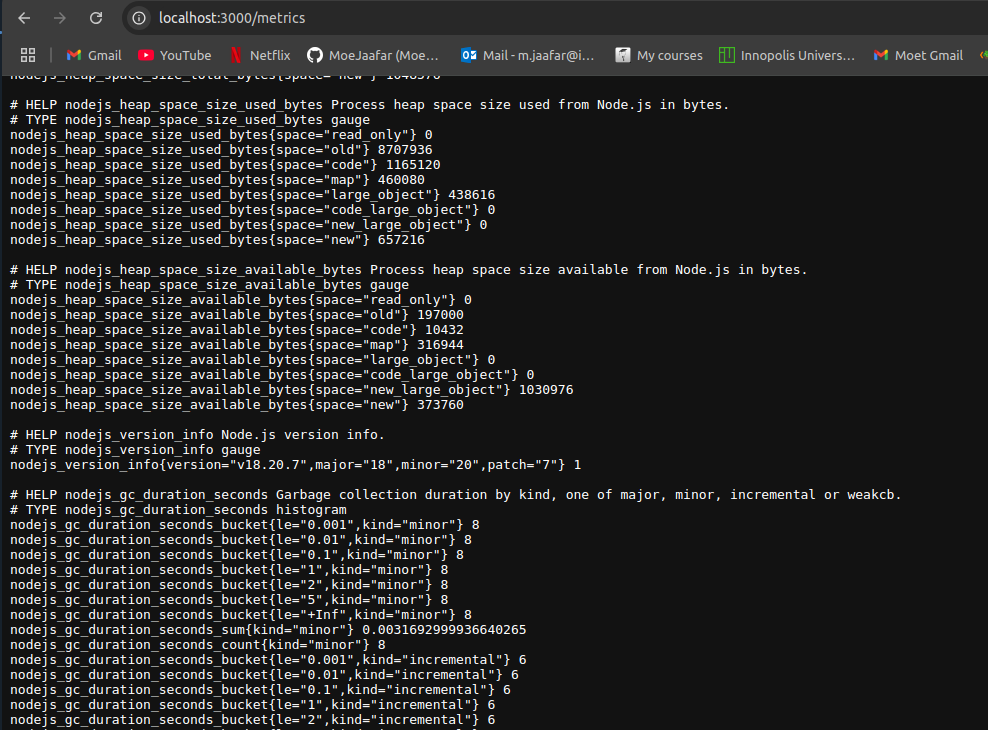 localhost:3000/metrics
Gmail YouTube Netflix MoeJaafar (Moe... Mail - m.jaafar@i... My courses Innopolis Univers... Moet Gmail
nodejs_heap_space_size_total_bytes{space="new"} 1048576
# HELP nodejs_heap_space_size_used_bytes Process heap space size used from Node.js in bytes.
# TYPE nodejs_heap_space_size_used_bytes gauge
nodejs_heap_space_size_used_bytes{space="read_only"} 0
nodejs_heap_space_size_used_bytes{space="old"} 8707936
nodejs_heap_space_size_used_bytes{space="code"} 1165120
nodejs_heap_space_size_used_bytes{space="map"} 460080
nodejs_heap_space_size_used_bytes{space="large_object"} 438616
nodejs_heap_space_size_used_bytes{space="code_large_object"} 0
nodejs_heap_space_size_used_bytes{space="new_large_object"} 0
nodejs_heap_space_size_used_bytes{space="new"} 657216
# HELP nodejs_heap_space_size_available_bytes Process heap space size available from Node.js in bytes.
# TYPE nodejs_heap_space_size_available_bytes gauge
nodejs_heap_space_size_available_bytes{space="read_only"} 0
nodejs_heap_space_size_available_bytes{space="old"} 197000
nodejs_heap_space_size_available_bytes{space="code"} 10432
nodejs_heap_space_size_available_bytes{space="map"} 316944
nodejs_heap_space_size_available_bytes{space="large_object"} 0
nodejs_heap_space_size_available_bytes{space="code_large_object"} 0
nodejs_heap_space_size_available_bytes{space="new_large_object"} 1030976
nodejs_heap_space_size_available_bytes{space="new"} 373760
# HELP nodejs_version_info Node.js version info.
# TYPE nodejs_version_info gauge
nodejs_version_info{version="v18.20.7",major="18",minor="20",patch="7"} 1
# HELP nodejs_gc_duration_seconds Garbage collection duration by kind, one of major, minor, incremental or weakcb.
# TYPE nodejs_gc_duration_seconds histogram
nodejs_gc_duration_seconds_bucket{le="0.001",kind="minor"} 8
nodejs_gc_duration_seconds_bucket{le="0.01",kind="minor"} 8
nodejs_gc_duration_seconds_bucket{le="0.1",kind="minor"} 8
nodejs_gc_duration_seconds_bucket{le="1",kind="minor"} 8
nodejs_gc_duration_seconds_bucket{le="2",kind="minor"} 8
nodejs_gc_duration_seconds_bucket{le="5",kind="minor"} 8
nodejs_gc_duration_seconds_bucket{le="+Inf",kind="minor"} 8
nodejs_gc_duration_seconds_sum{kind="minor"} 0.0031692999936640265
nodejs_gc_duration_seconds_count{kind="minor"} 8
nodejs_gc_duration_seconds_bucket{le="0.001",kind="incremental"} 6
nodejs_gc_duration_seconds_bucket{le="0.01",kind="incremental"} 6
nodejs_gc_duration_seconds_bucket{le="0.1",kind="incremental"} 6
nodejs_gc_duration_seconds_bucket{le="1",kind="incremental"} 6
nodejs_gc_duration_seconds_bucket{le="2",kind="incremental"} 6